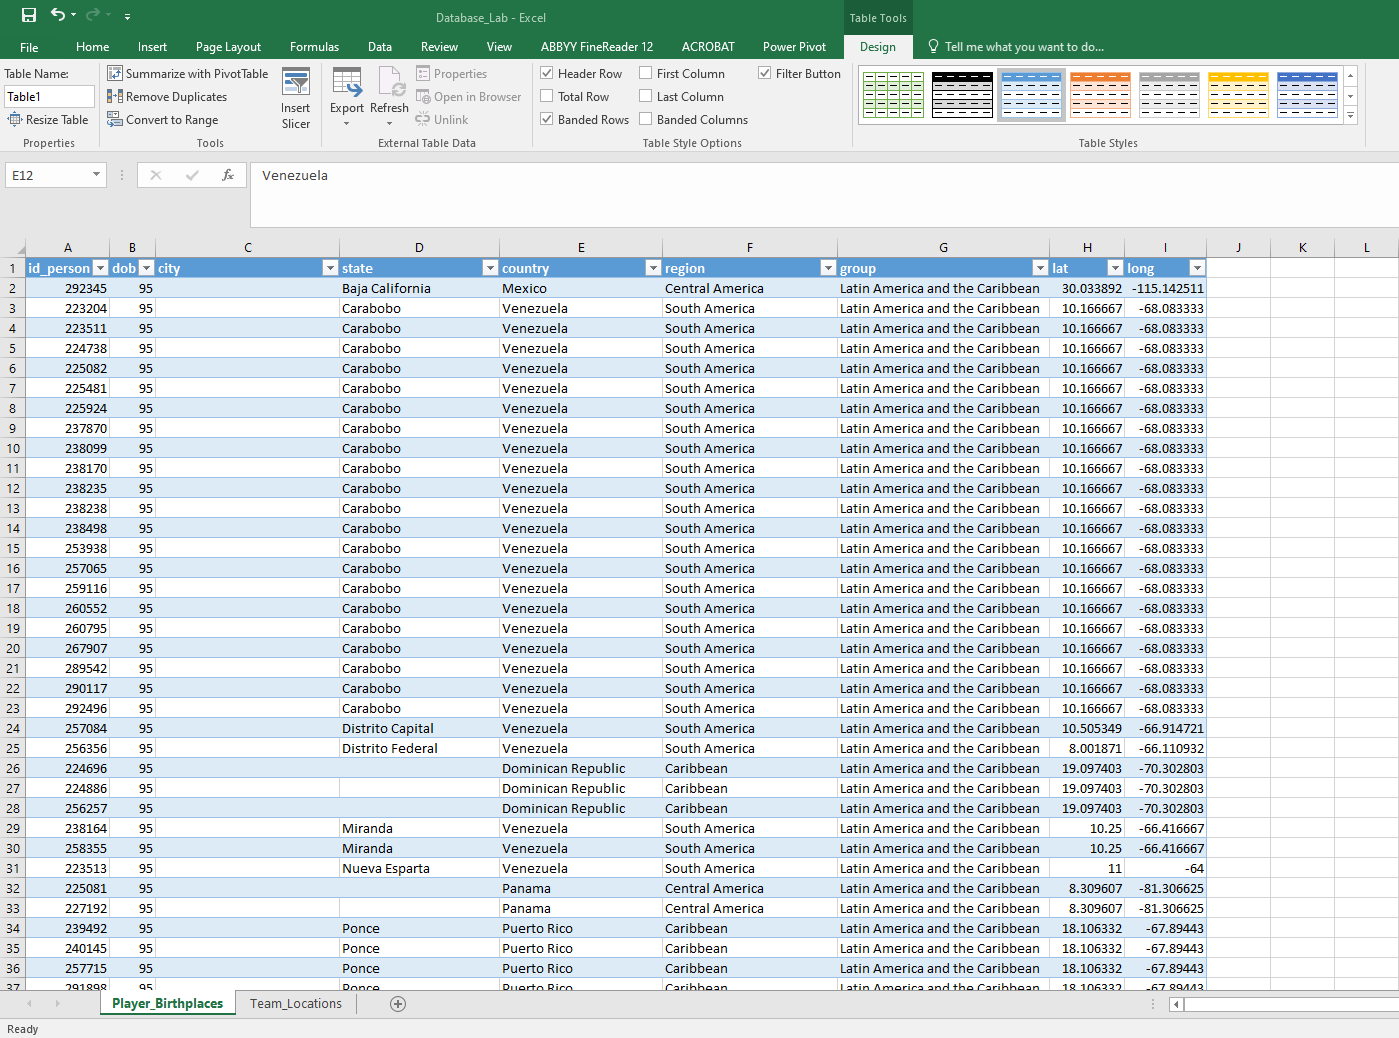 Database_Lab - Excel
Table Tools
File Home Insert Page Layout Formulas Data Review View ABBYY FineReader 12 ACROBAT Power Pivot Design Tell me what you want to do...
Table Name: Summarize with PivotTable Properties Header Row First Column Filter Button
Table1 Remove Duplicates Insert Slicer Export Refresh Open in Browser Total Row Last Column
Resize Table Convert to Range Unlink Banded Rows Banded Columns
Properties Tools External Table Data Table Style Options Table Styles
E12 fx Venezuela
A B C D E F G H I J K L
1 id_person dob city state country region group lat long
2 292345 95 Baja California Mexico Central America Latin America and the Caribbean 30.033892 -115.142511
3 223204 95 Carabobo Venezuela South America Latin America and the Caribbean 10.166667 -68.083333
4 223511 95 Carabobo Venezuela South America Latin America and the Caribbean 10.166667 -68.083333
5 224738 95 Carabobo Venezuela South America Latin America and the Caribbean 10.166667 -68.083333
6 225082 95 Carabobo Venezuela South America Latin America and the Caribbean 10.166667 -68.083333
7 225481 95 Carabobo Venezuela South America Latin America and the Caribbean 10.166667 -68.083333
8 225924 95 Carabobo Venezuela South America Latin America and the Caribbean 10.166667 -68.083333
9 237870 95 Carabobo Venezuela South America Latin America and the Caribbean 10.166667 -68.083333
10 238099 95 Carabobo Venezuela South America Latin America and the Caribbean 10.166667 -68.083333
11 238170 95 Carabobo Venezuela South America Latin America and the Caribbean 10.166667 -68.083333
12 238235 95 Carabobo Venezuela South America Latin America and the Caribbean 10.166667 -68.083333
13 238238 95 Carabobo Venezuela South America Latin America and the Caribbean 10.166667 -68.083333
14 238498 95 Carabobo Venezuela South America Latin America and the Caribbean 10.166667 -68.083333
15 253938 95 Carabobo Venezuela South America Latin America and the Caribbean 10.166667 -68.083333
16 257065 95 Carabobo Venezuela South America Latin America and the Caribbean 10.166667 -68.083333
17 259116 95 Carabobo Venezuela South America Latin America and the Caribbean 10.166667 -68.083333
18 260552 95 Carabobo Venezuela South America Latin America and the Caribbean 10.166667 -68.083333
19 260795 95 Carabobo Venezuela South America Latin America and the Caribbean 10.166667 -68.083333
20 267907 95 Carabobo Venezuela South America Latin America and the Caribbean 10.166667 -68.083333
21 289542 95 Carabobo Venezuela South America Latin America and the Caribbean 10.166667 -68.083333
22 290117 95 Carabobo Venezuela South America Latin America and the Caribbean 10.166667 -68.083333
23 292496 95 Carabobo Venezuela South America Latin America and the Caribbean 10.166667 -68.083333
24 257084 95 Distrito Capital Venezuela South America Latin America and the Caribbean 10.505349 -66.914721
25 256356 95 Distrito Federal Venezuela South America Latin America and the Caribbean 8.001871 -66.110932
26 224696 95 Dominican Republic Caribbean Latin America and the Caribbean 19.097403 -70.302803
27 224886 95 Dominican Republic Caribbean Latin America and the Caribbean 19.097403 -70.302803
28 256257 95 Dominican Republic Caribbean Latin America and the Caribbean 19.097403 -70.302803
29 238164 95 Miranda Venezuela South America Latin America and the Caribbean 10.25 -66.416667
30 258355 95 Miranda Venezuela South America Latin America and the Caribbean 10.25 -66.416667
31 223513 95 Nueva Esparta Venezuela South America Latin America and the Caribbean 11 -64
32 225081 95 Panama Central America Latin America and the Caribbean 8.309607 -81.306625
33 227192 95 Panama Central America Latin America and the Caribbean 8.309607 -81.306625
34 239492 95 Ponce Puerto Rico Caribbean Latin America and the Caribbean 18.106332 -67.89443
35 240145 95 Ponce Puerto Rico Caribbean Latin America and the Caribbean 18.106332 -67.89443
36 257715 95 Ponce Puerto Rico Caribbean Latin America and the Caribbean 18.106332 -67.89443
37 291898 95 Ponce Puerto Rico Caribbean Latin America and the Caribbean 18.106332 -67.89443
Player_Birthplaces Team_Locations
Ready